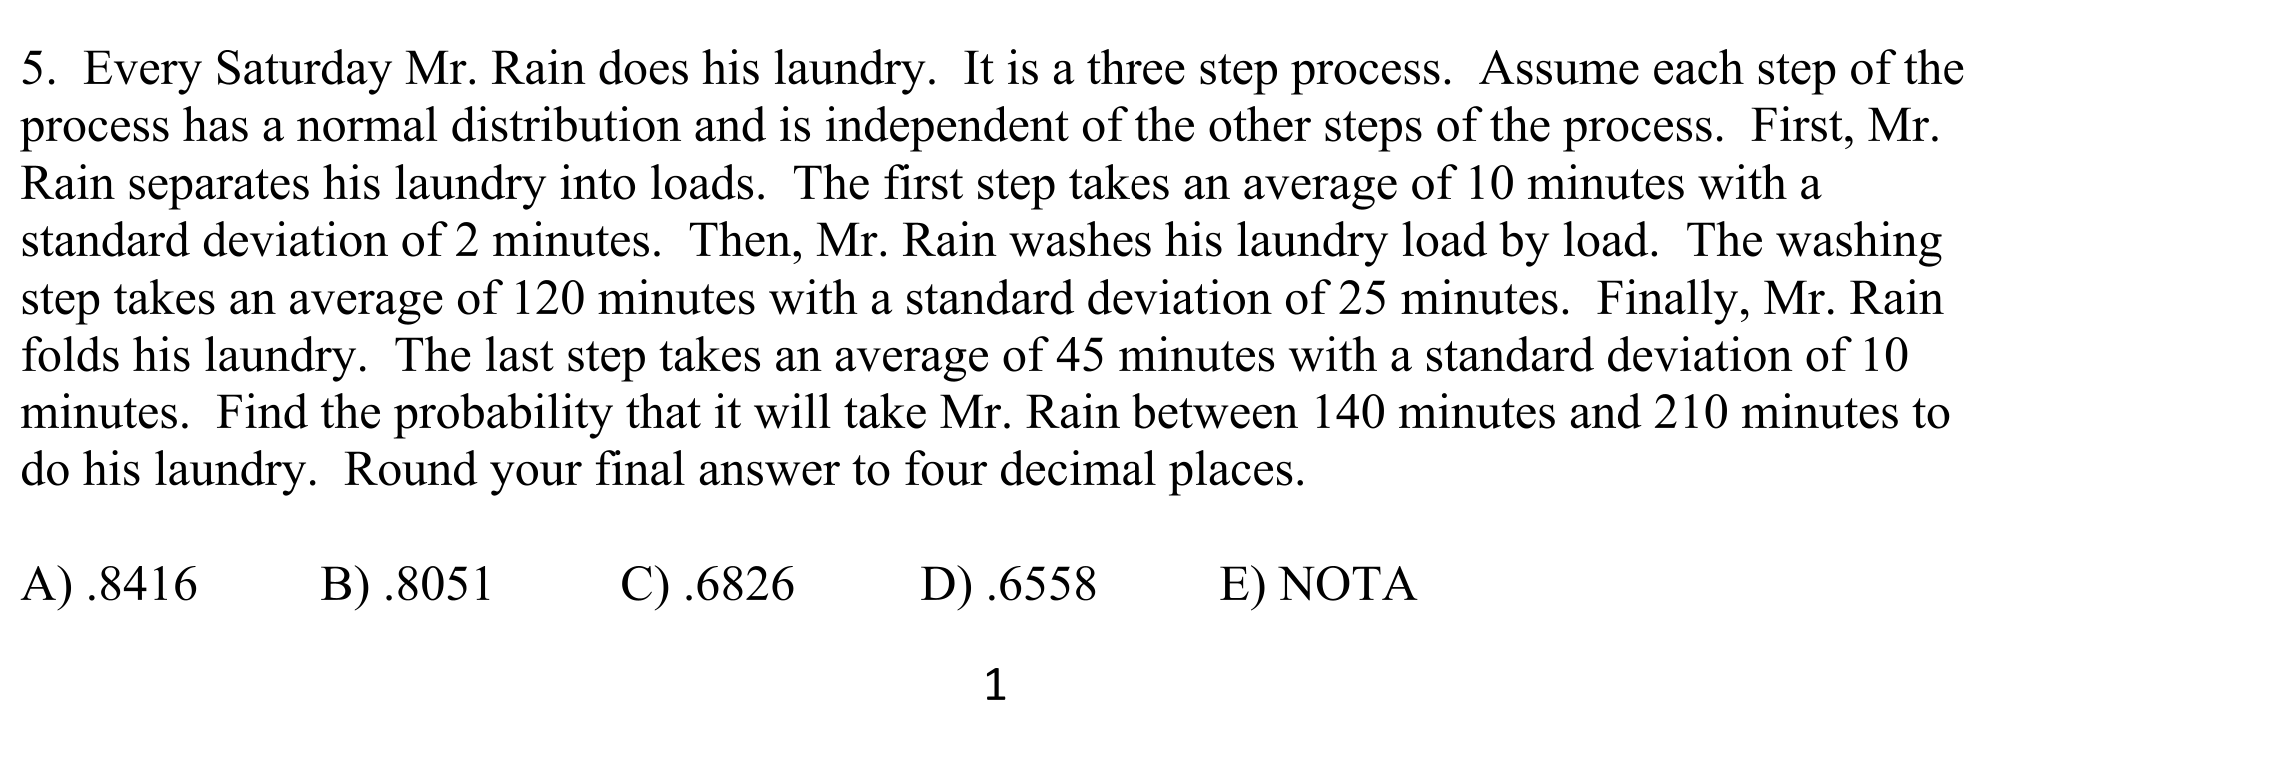 5.  Every Saturday Mr. Rain does his laundry.  It is a three step process.  Assume each step of the
process has a normal distribution and is independent of the other steps of the process.  First, Mr.
Rain separates his laundry into loads.  The first step takes an average of 10 minutes with a
standard deviation of 2 minutes.  Then, Mr. Rain washes his laundry load by load.  The washing
step takes an average of 120 minutes with a standard deviation of 25 minutes.  Finally, Mr. Rain
folds his laundry.  The last step takes an average of 45 minutes with a standard deviation of 10
minutes.  Find the probability that it will take Mr. Rain between 140 minutes and 210 minutes to
do his laundry.  Round your final answer to four decimal places.
A) .8416 B) .8051 C) .6826 D) .6558 E) NOTA
1